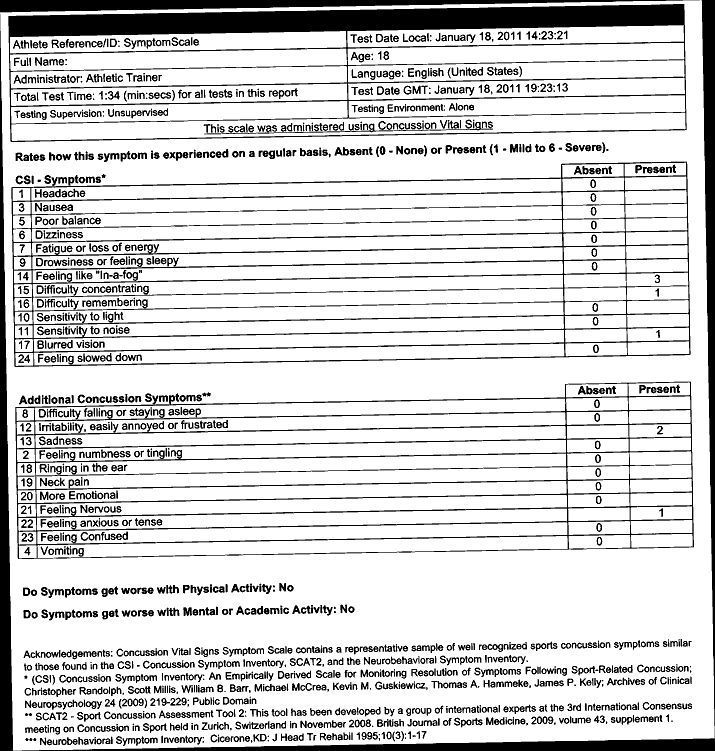 Athlete Reference/ID: SymptomScale Test Date Local: January 18, 2011 14:23:21
Full Name: Age: 18
Administrator: Athletic Trainer Language: English (United States)
Total Test Time: 1:34 (min:secs) for all tests in this report Test Date GMT: January 18, 2011 19:23:13
Testing Supervision: Unsupervised Testing Environment: Alone
This scale was administered using Concussion Vital Signs
Rates how this symptom is experienced on a regular basis, Absent (0 - None) or Present (1 - Mild to 6 - Severe).
CSI - Symptoms* Absent Present
1 Headache 0
3 Nausea 0
5 Poor balance 0
6 Dizziness 0
7 Fatigue or loss of energy 0
9 Drowsiness or feeling sleepy 0
14 Feeling like "In-a-fog" 0
15 Difficulty concentrating 3
16 Difficulty remembering 1
10 Sensitivity to light 0
11 Sensitivity to noise 0
17 Blurred vision 1
24 Feeling slowed down 0
Additional Concussion Symptoms** Absent Present
8 Difficulty falling or staying asleep 0
12 Irritability, easily annoyed or frustrated 0
13 Sadness 2
2 Feeling numbness or tingling 0
18 Ringing in the ear 0
19 Neck pain 0
20 More Emotional 0
21 Feeling Nervous 0
22 Feeling anxious or tense 1
23 Feeling Confused 0
4 Vomiting 0
Do Symptoms get worse with Physical Activity: No
Do Symptoms get worse with Mental or Academic Activity: No
Acknowledgements: Concussion Vital Signs Symptom Scale contains a representative sample of well recognized sports concussion symptoms similar
to those found in the CSI - Concussion Symptom Inventory, SCAT2, and the Neurobehavioral Symptom Inventory.
* (CSI) Concussion Symptom Inventory: An Empirically Derived Scale for Monitoring Resolution of Symptoms Following Sport-Related Concussion;
Christopher Randolph, Scott Millis, William B. Barr, Michael McCrea, Kevin M. Guskiewicz, Thomas A. Hammeke, James P. Kelly; Archives of Clinical
Neuropsychology 24 (2009) 219-229; Public Domain
** SCAT2 - Sport Concussion Assessment Tool 2: This tool has been developed by a group of international experts at the 3rd International Consensus
meeting on Concussion in Sport held in Zurich, Switzerland in November 2008. British Journal of Sports Medicine, 2009, volume 43, supplement 1.
*** Neurobehavioral Symptom Inventory: Cicerone,KD: J Head Tr Rehabil 1995;10(3):1-17